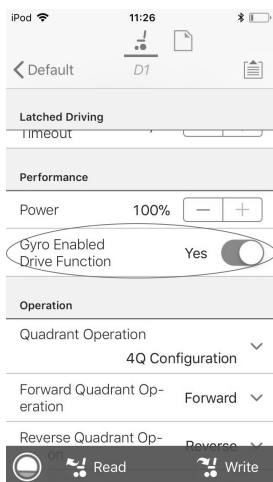 iPod 11:26
Default D1
Latched Driving
Timeout
Performance
Power 100% − +
Gyro Enabled
Drive Function Yes
Operation
Quadrant Operation
4Q Configuration
Forward Quadrant Op-
eration Forward
Reverse Quadrant Op-
Reverse
Read Write